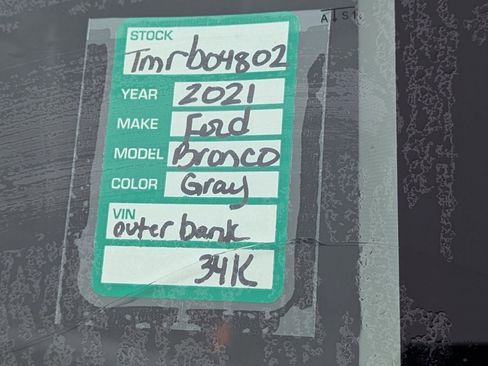 STOCK
Tmrb04802
YEAR 2021
MAKE Ford
MODEL Bronco
COLOR Gray
VIN
outer bank
34K